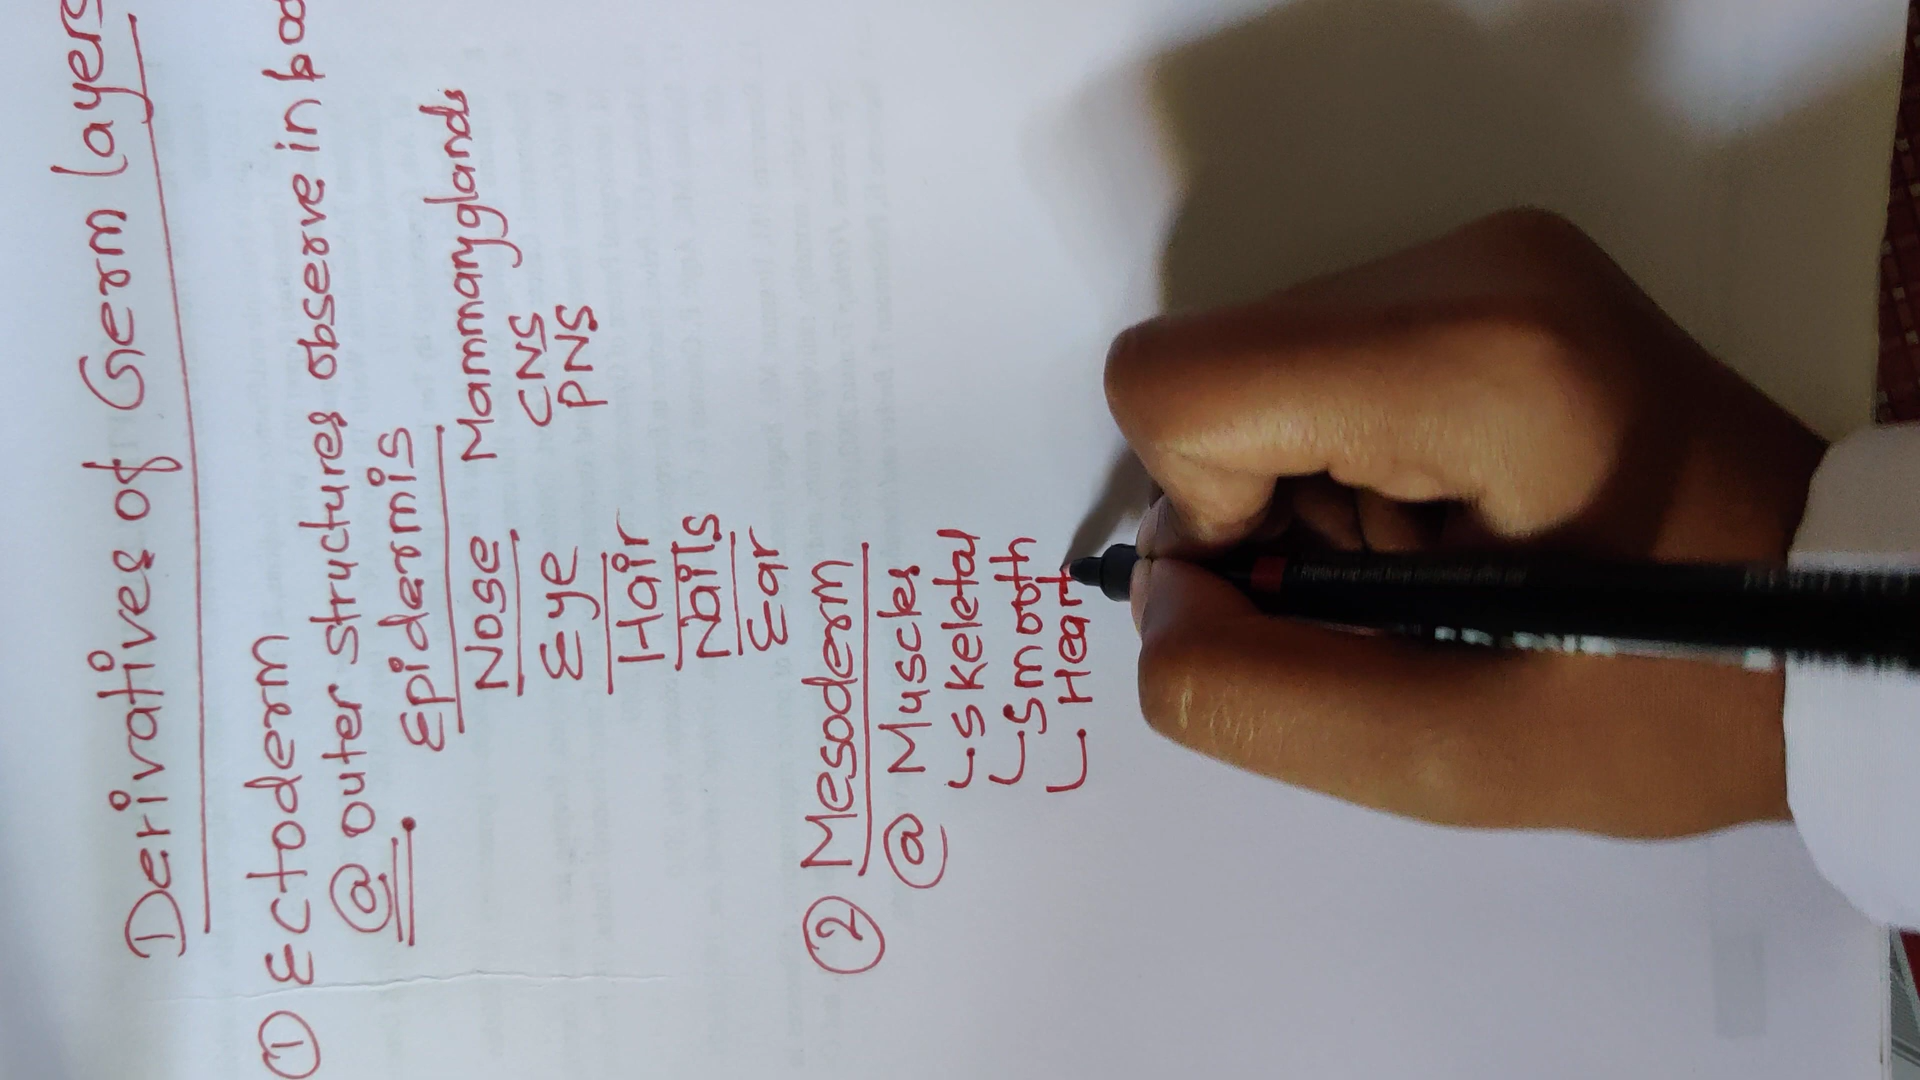 Derivatives of Germ layers
① Ectoderm
@ outer structures observe in
Epidermis
Nose Mammary glands
Eye CNS
Hair PNS
Nails
Ear
② Mesoderm
@ Muscles
↳ Skeletal
↳ Smooth
↳ Heart